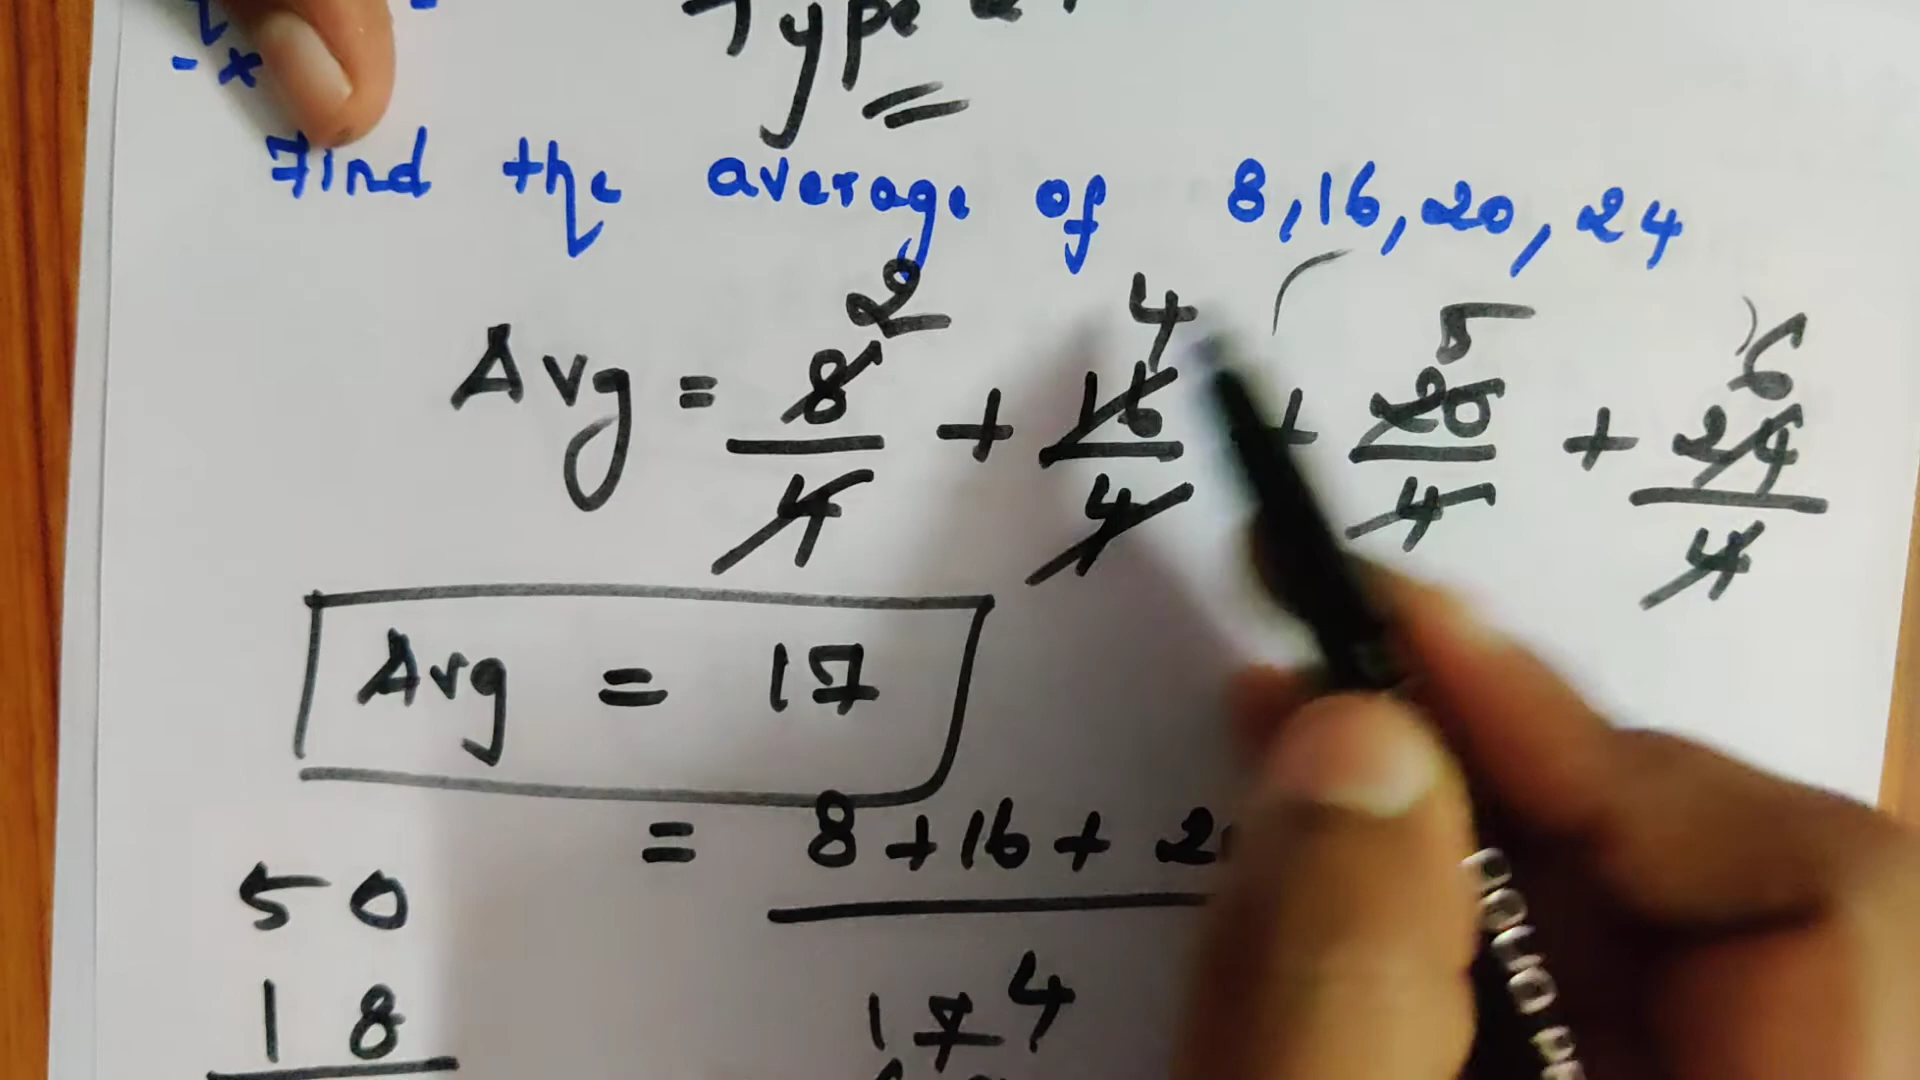 Type
- x
Find the average of 8,16,20,24
2 4 5 6
Avg = 8/4 + 16/4 + 20/4 + 24/4
Avg = 17
= 8+16+
50
4
18
17